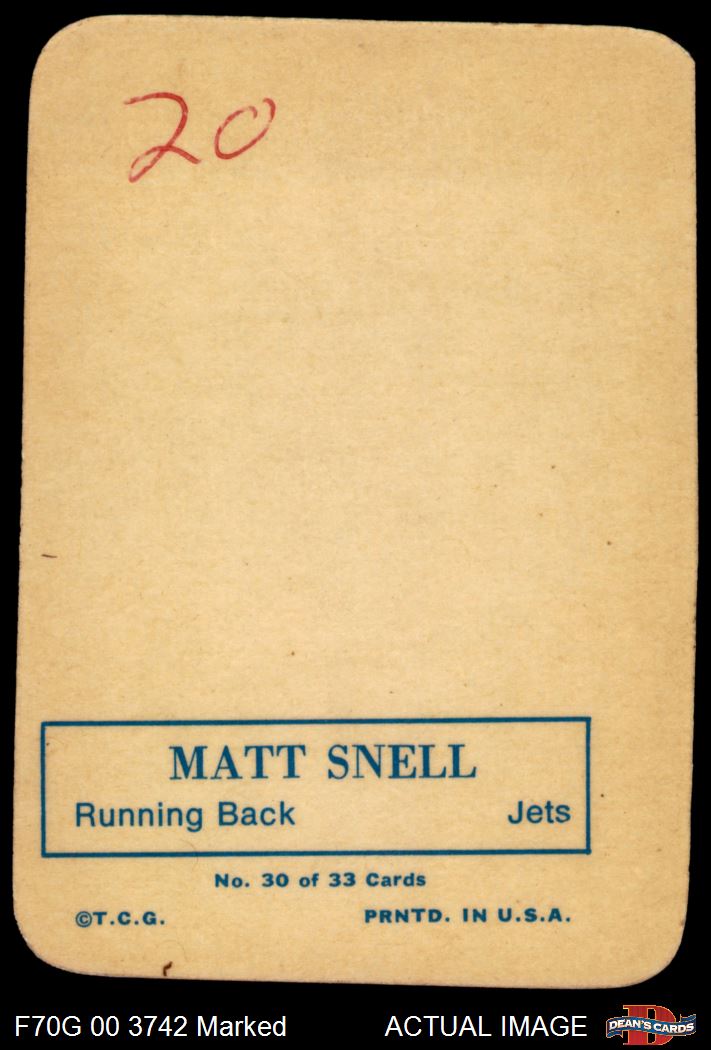 20
MATT SNELL
Running Back Jets
No. 30 of 33 Cards
©T.C.G. PRNTD. IN U.S.A.
F70G 00 3742 Marked ACTUAL IMAGE D DEAN'S CARDS